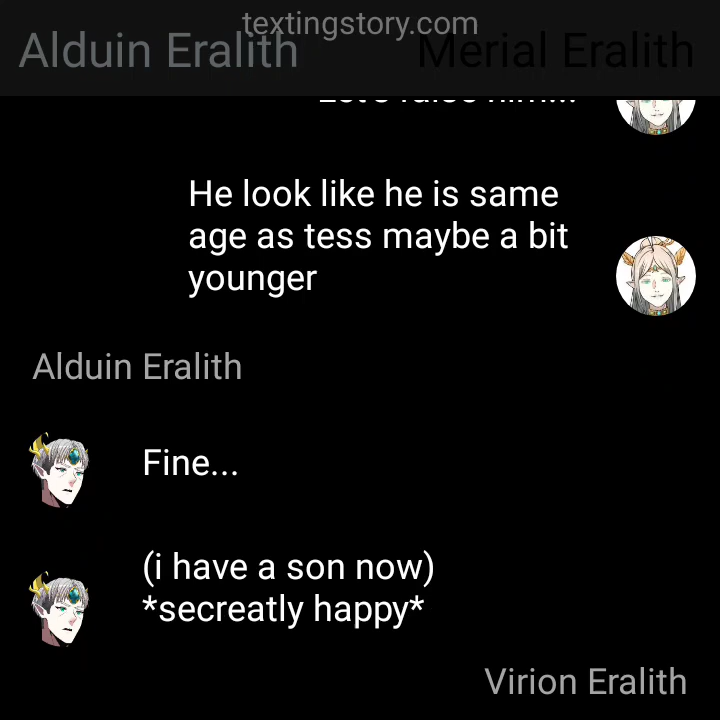 textingstory.com
Alduin Eralith
Merial Eralith
He look like he is same
age as tess maybe a bit
younger
Alduin Eralith
Fine...
(i have a son now)
*secreatly happy*
Virion Eralith